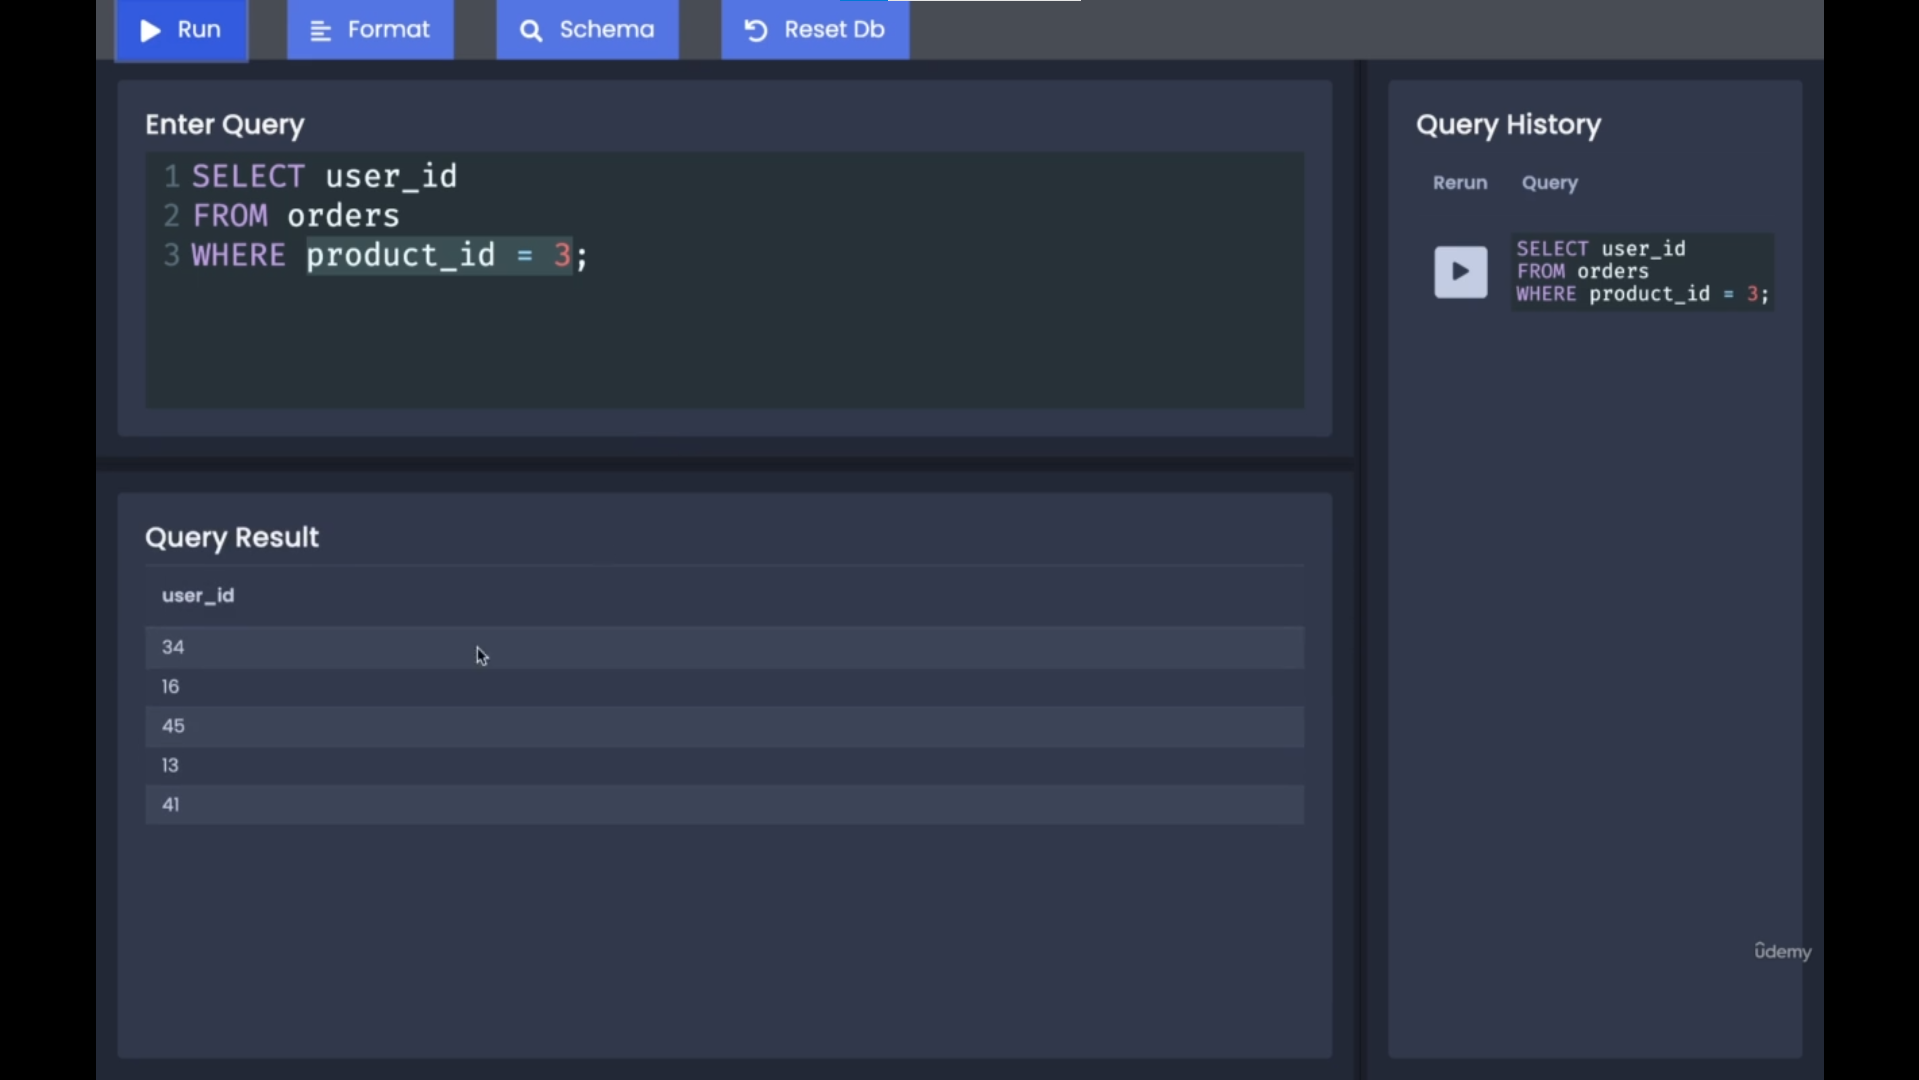 Run
Format
Schema
Reset Db
Enter Query
1 SELECT user_id
2 FROM orders
3 WHERE product_id = 3;
Query Result
user_id
34
16
45
13
41
Query History
Rerun Query
SELECT user_id
FROM orders
WHERE product_id = 3;
ûdemy